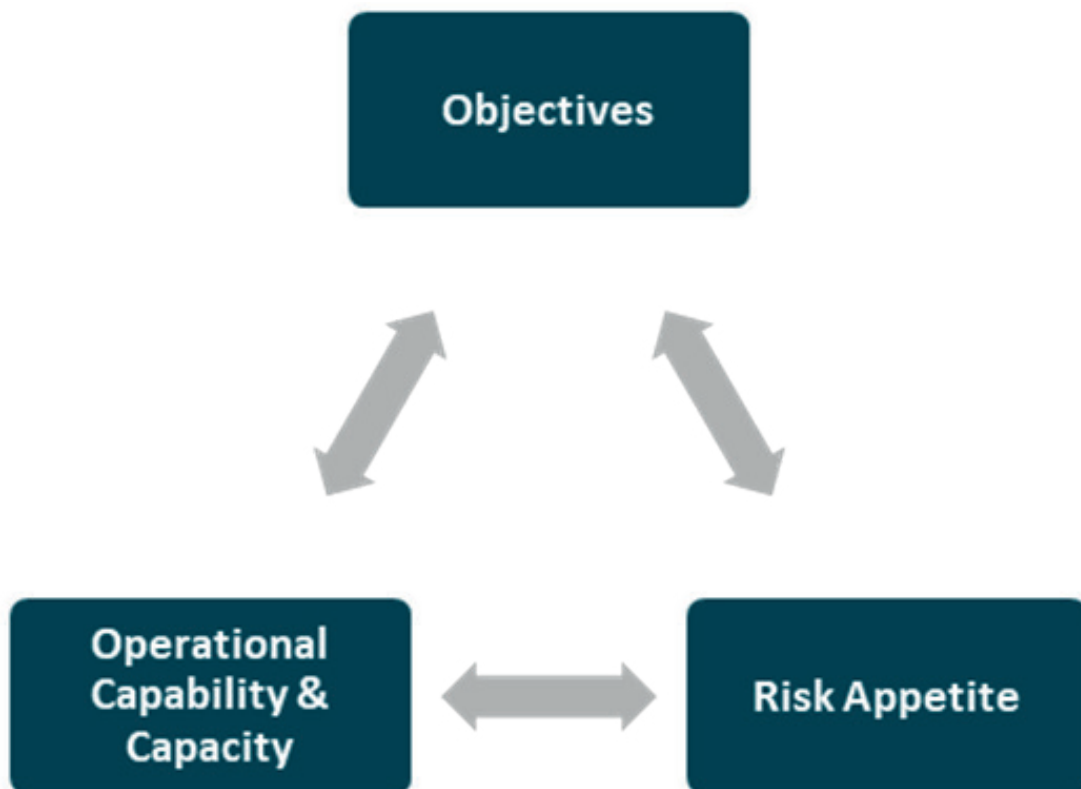 Objectives
Operational
Capability &
Capacity
Risk Appetite